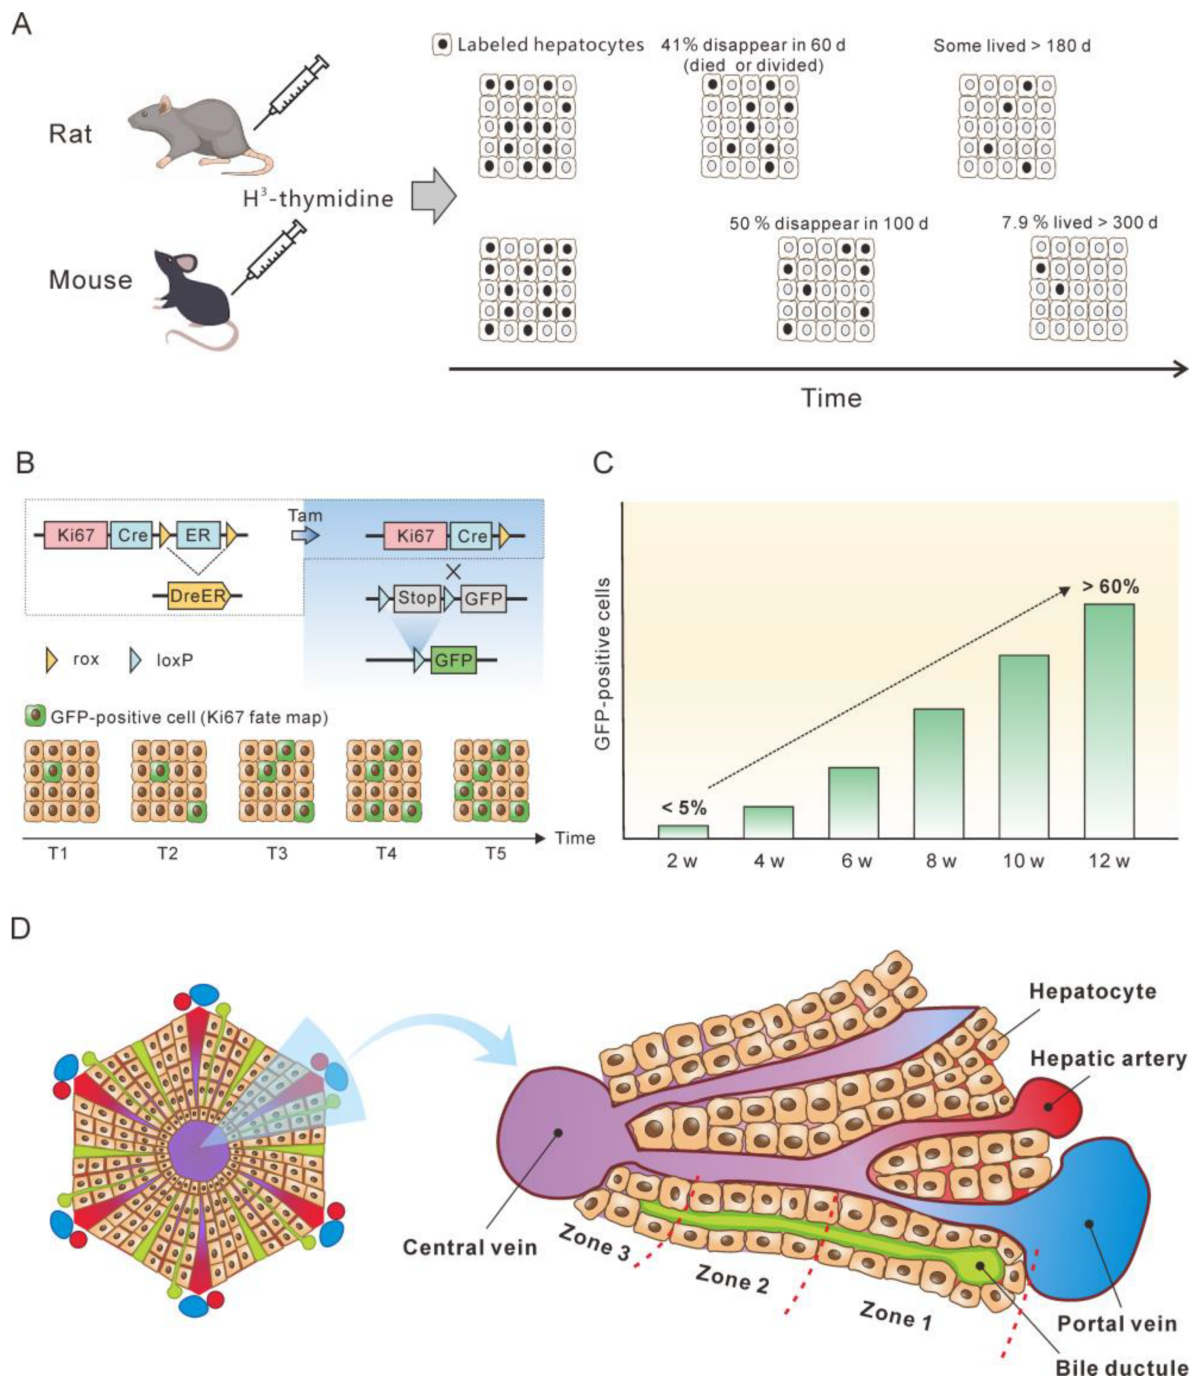 A
Labeled hepatocytes
41% disappear in 60 d
(died or divided)
Some lived > 180 d
Rat
H³-thymidine
50 % disappear in 100 d
7.9 % lived > 300 d
Mouse
Time
B
Ki67 Cre ER
Tam
Ki67 Cre
DreER
Stop GFP
rox loxP
GFP
GFP-positive cell (Ki67 fate map)
T1 T2 T3 T4 T5
Time
C
GFP-positive cells
< 5%
> 60%
2 w 4 w 6 w 8 w 10 w 12 w
D
Hepatocyte
Hepatic artery
Central vein
Zone 3
Zone 2
Zone 1
Portal vein
Bile ductule